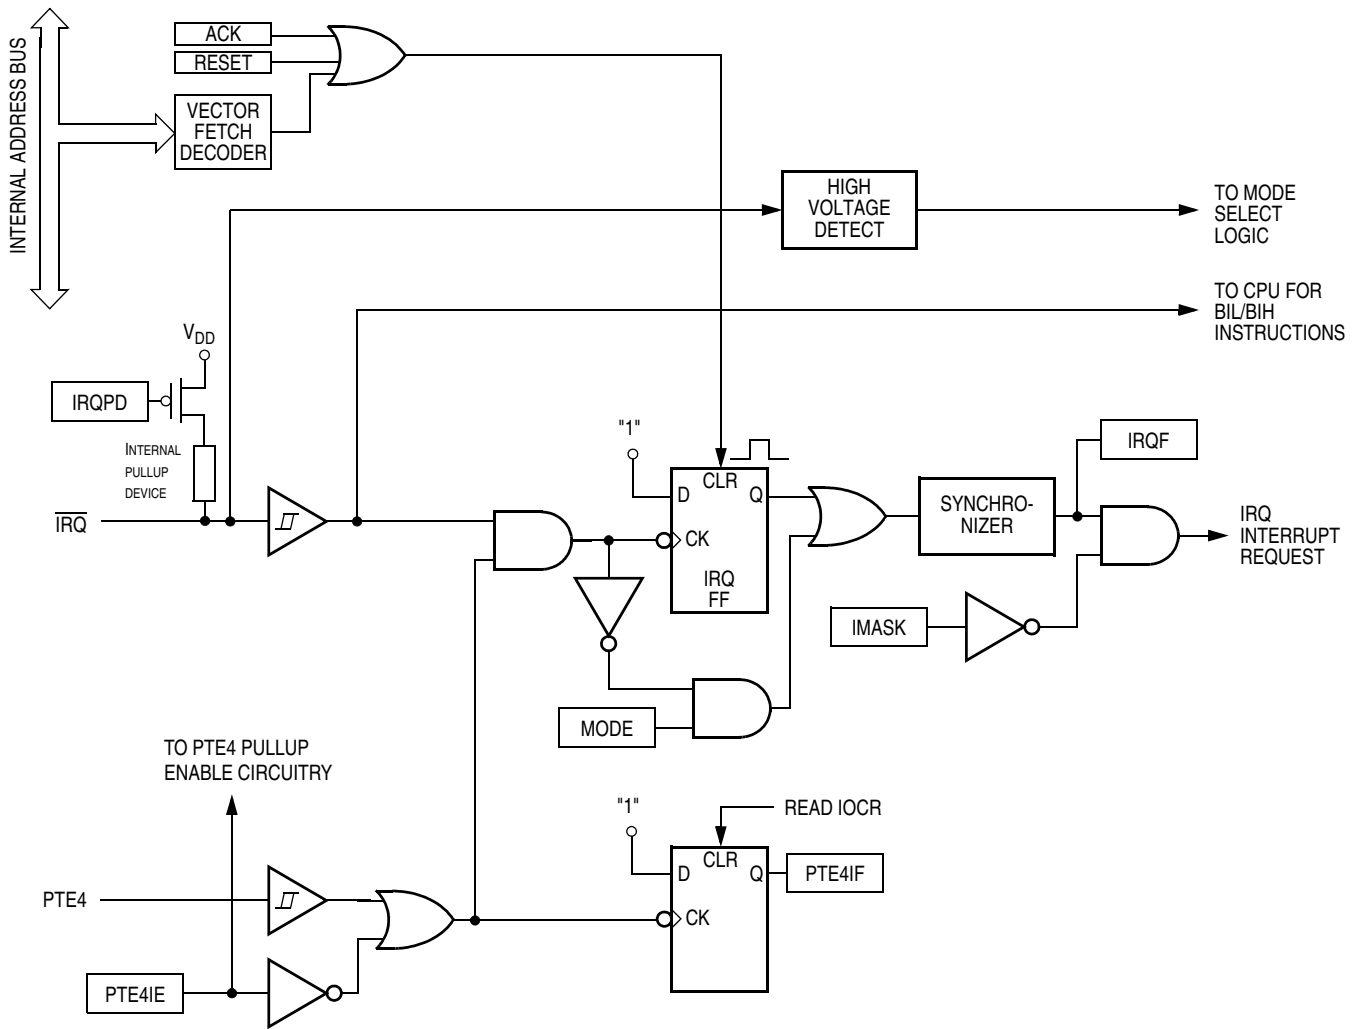 INTERNAL ADDRESS BUS
ACK
RESET
VECTOR
FETCH
DECODER
HIGH
VOLTAGE
DETECT
TO MODE
SELECT
LOGIC
TO CPU FOR
BIL/BIH
INSTRUCTIONS
VDD
IRQPD
INTERNAL
PULLUP
DEVICE
IRQ
"1"
D
CLR
Q
CK
IRQ
FF
SYNCHRO-
NIZER
IRQF
IRQ
INTERRUPT
REQUEST
IMASK
MODE
TO PTE4 PULLUP
ENABLE CIRCUITRY
"1"
READ IOCR
D
CLR
Q
CK
PTE4IF
PTE4
PTE4IE